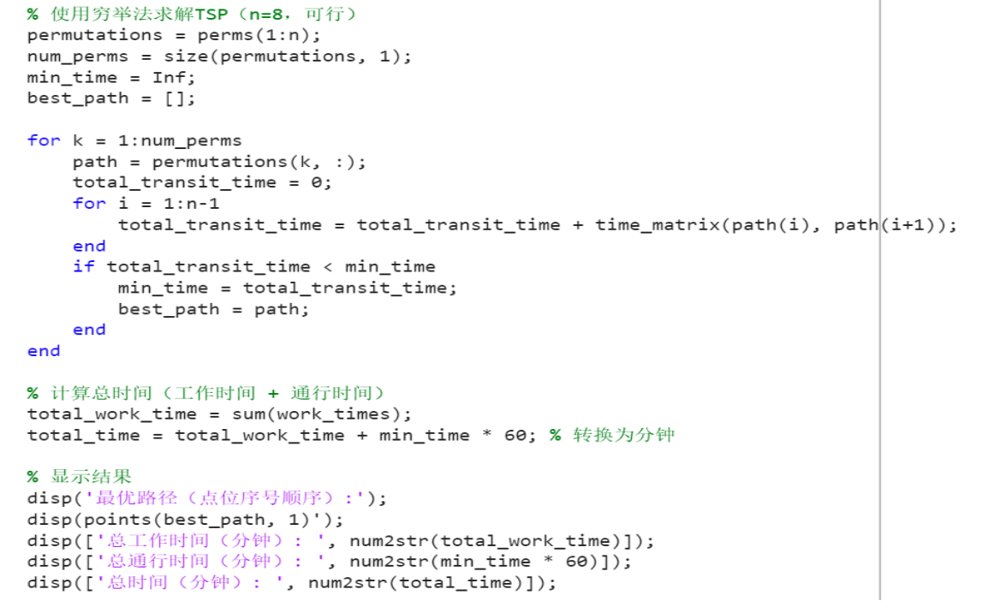 % 使用穷举法求解TSP（n=8，可行）
permutations = perms(1:n);
num_perms = size(permutations, 1);
min_time = Inf;
best_path = [];
for k = 1:num_perms
    path = permutations(k, :);
    total_transit_time = 0;
    for i = 1:n-1
        total_transit_time = total_transit_time + time_matrix(path(i), path(i+1));
    end
    if total_transit_time < min_time
        min_time = total_transit_time;
        best_path = path;
    end
end
% 计算总时间（工作时间 + 通行时间）
total_work_time = sum(work_times);
total_time = total_work_time + min_time * 60; % 转换为分钟
% 显示结果
disp('最优路径（点位序号顺序）:');
disp(points(best_path, 1)');
disp(['总工作时间（分钟）: ', num2str(total_work_time)]);
disp(['总通行时间（分钟）: ', num2str(min_time * 60)]);
disp(['总时间（分钟）: ', num2str(total_time)]);